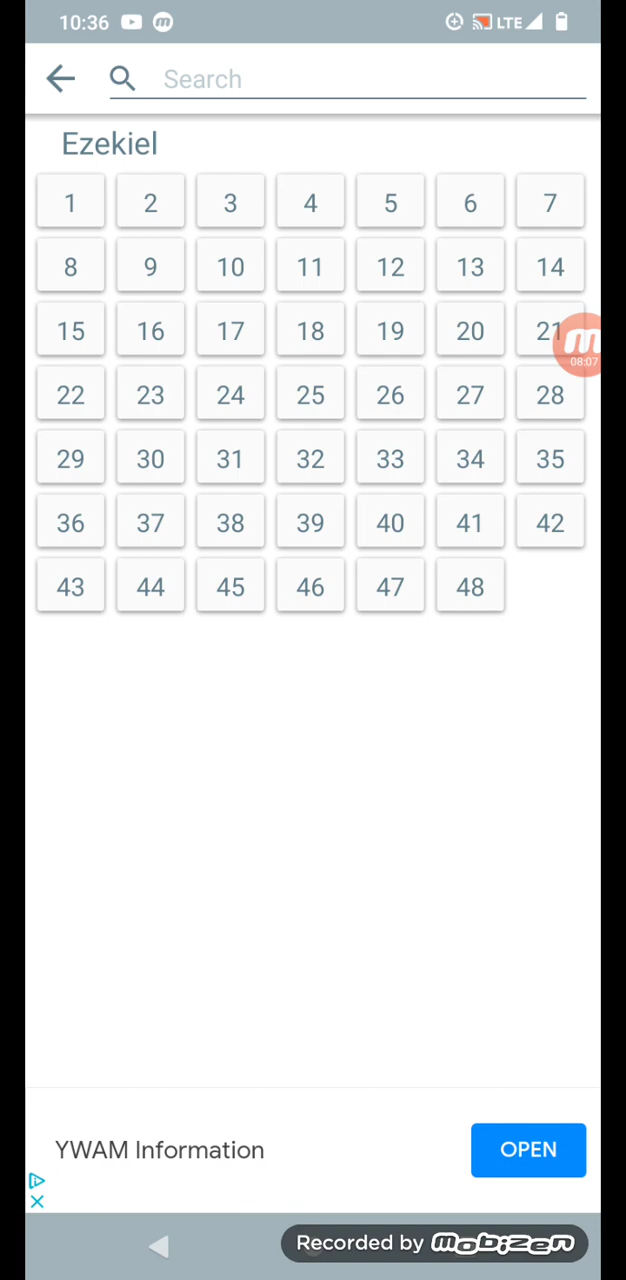 10:36 LTE
Search
Ezekiel
1 2 3 4 5 6 7
8 9 10 11 12 13 14
15 16 17 18 19 20 21
08:07
22 23 24 25 26 27 28
29 30 31 32 33 34 35
36 37 38 39 40 41 42
43 44 45 46 47 48
YWAM Information OPEN
Recorded by mobizen